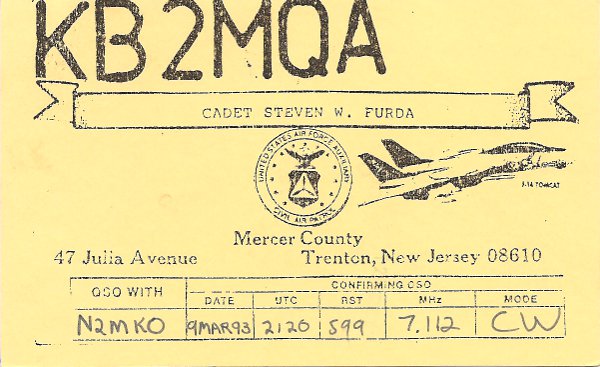 KB2MQA
CADET STEVEN W. FURDA
UNITED STATES AIR FORCE AUXILIARY
CIVIL AIR PATROL
F-14 TOMCAT
Mercer County
47 Julia Avenue Trenton, New Jersey 08610
QSO WITH CONFIRMING QSO
DATE UTC RST MHz MODE
N2MKO 9MAR93 2120 599 7.112 CW